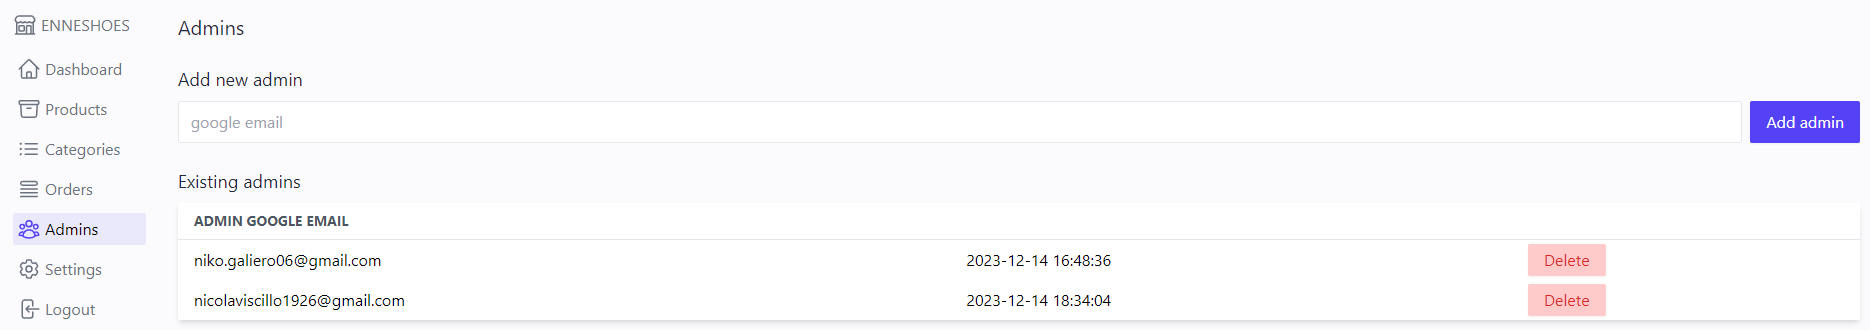 ENNESHOES
Dashboard
Products
Categories
Orders
Admins
Settings
Logout
Admins
Add new admin
google email
Add admin
Existing admins
ADMIN GOOGLE EMAIL
niko.galiero06@gmail.com 2023-12-14 16:48:36 Delete
nicolaviscillo1926@gmail.com 2023-12-14 18:34:04 Delete